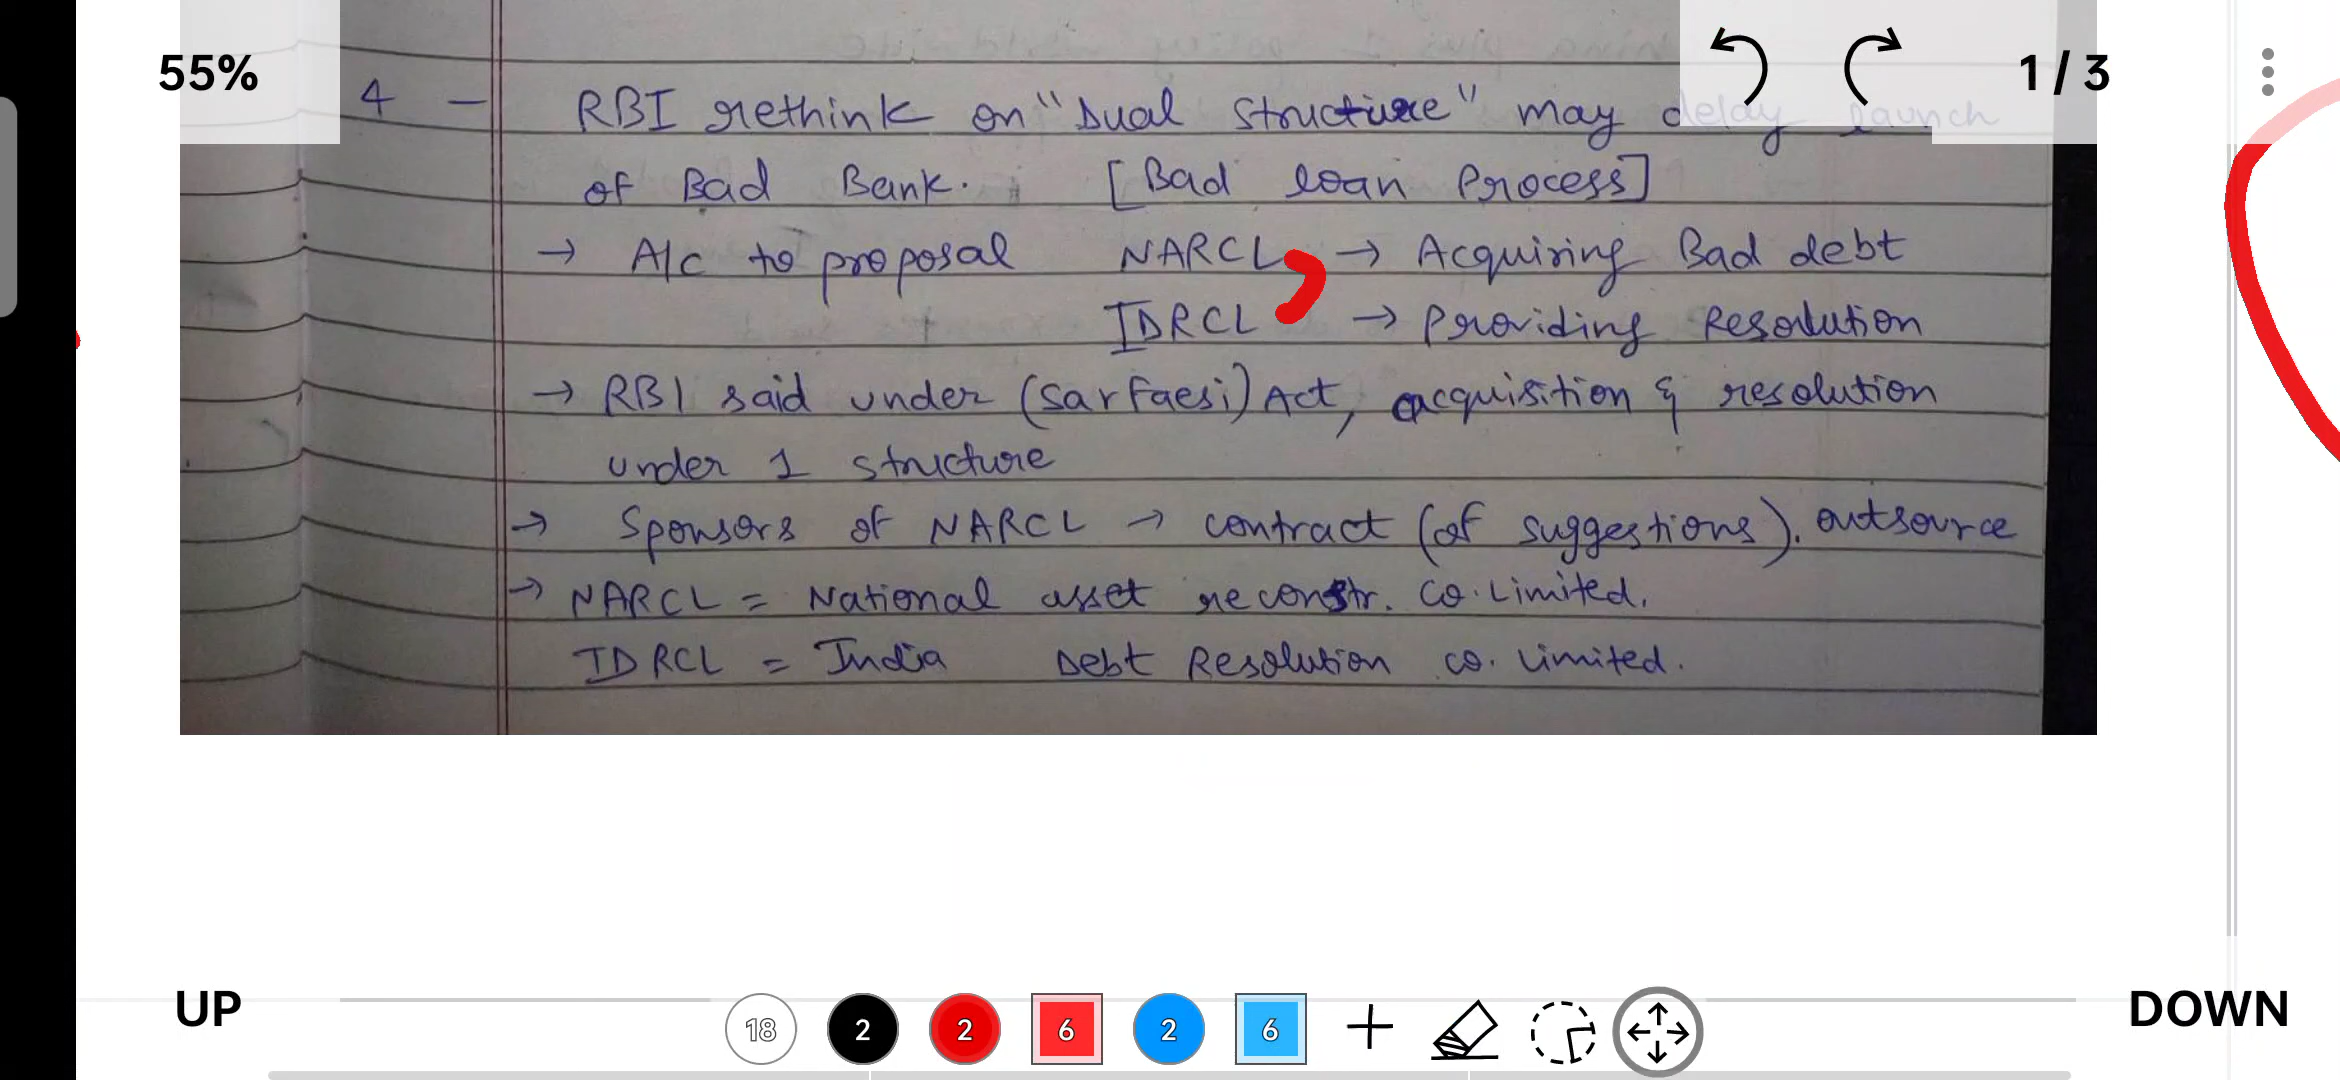 55%
1 / 3
4 - RBI rethink on "Dual Structure" may delay launch
of Bad Bank. [Bad loan Process]
→ A/c to proposal NARCL → Acquiring Bad debt
IDRCL → Providing Resolution
→ RBI said under (Sarfaesi) Act, acquisition & resolution
under 1 structure
→ Sponsors of NARCL → contract (of suggestions). outsource
→ NARCL = National asset reconstr. Co. Limited.
IDRCL = India Debt Resolution co. Limited.
UP
18 2 2 6 2 6
DOWN